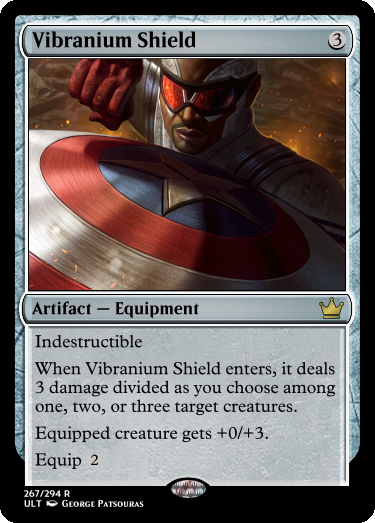 Vibranium Shield 3
Artifact — Equipment
Indestructible
When Vibranium Shield enters, it deals
3 damage divided as you choose among
one, two, or three target creatures.
Equipped creature gets +0/+3.
Equip 2
267/294 R
ULT George Patsouras